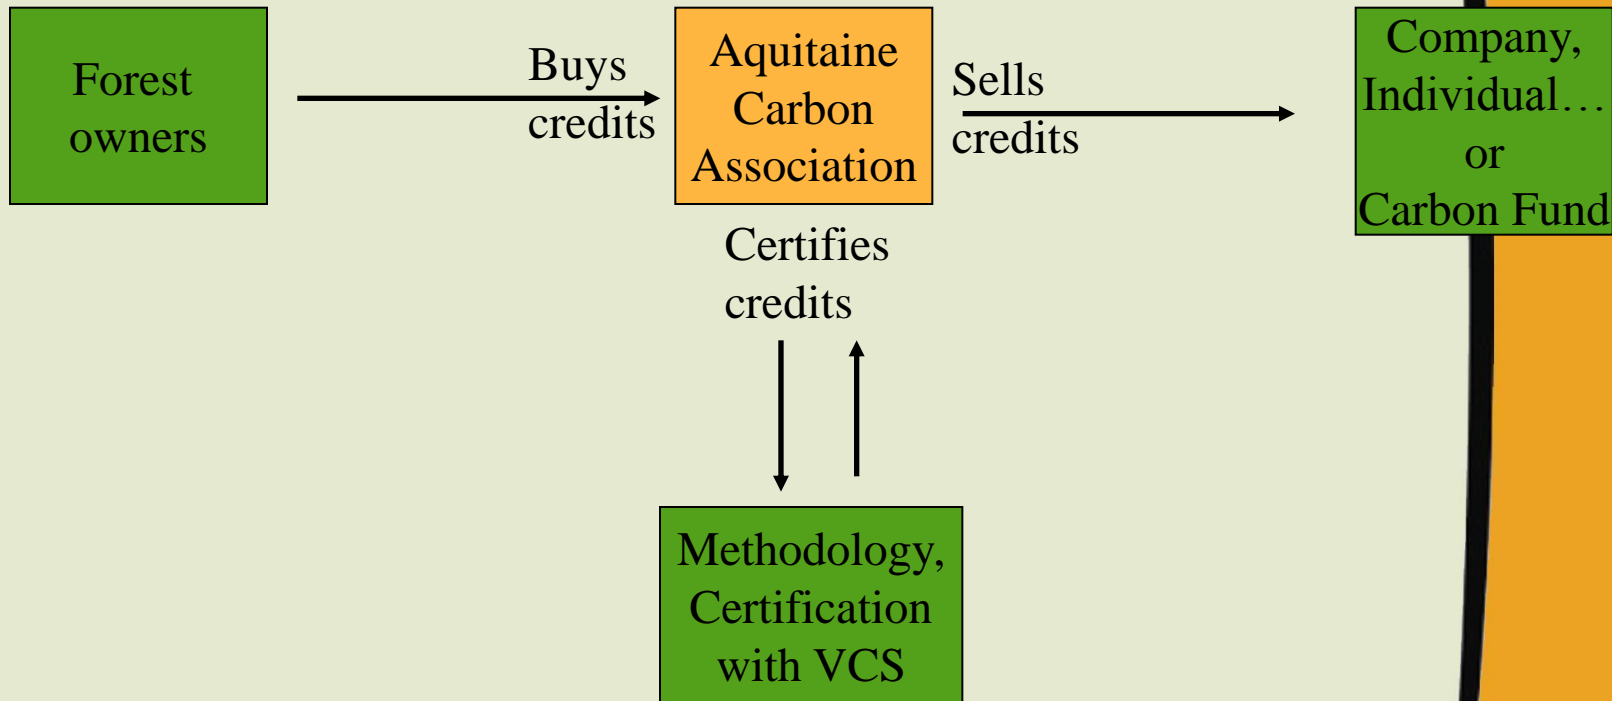 Forest
owners
Buys
credits
Aquitaine
Carbon
Association
Sells
credits
Company,
Individual…
or
Carbon Fund
Certifies
credits
Methodology,
Certification
with VCS